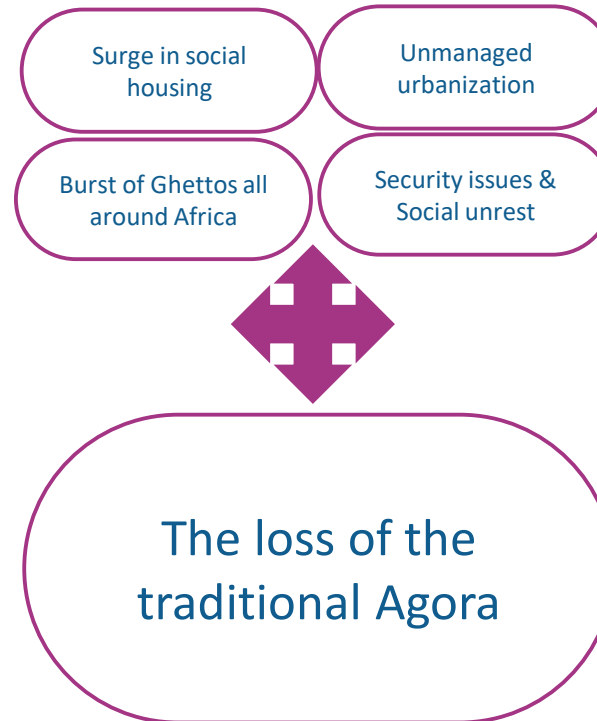 Surge in social
housing
Unmanaged
urbanization
Burst of Ghettos all
around Africa
Security issues &
Social unrest
The loss of the
traditional Agora